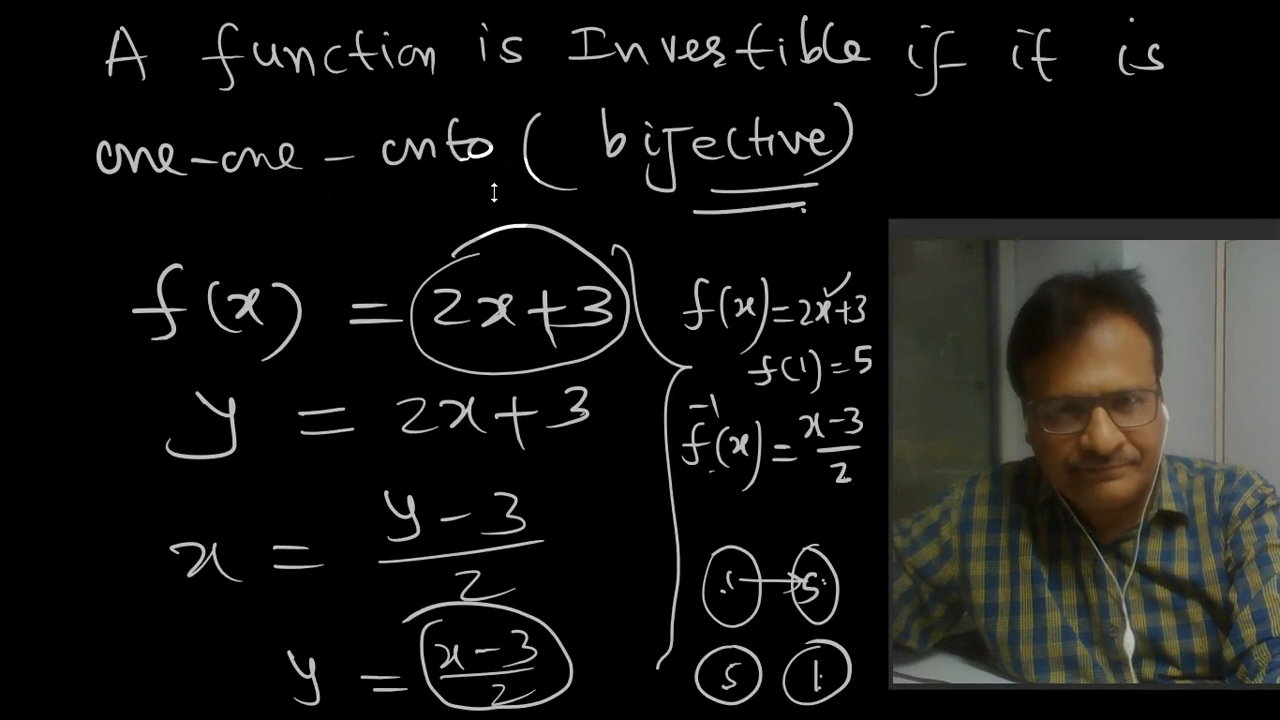 A function is Invertible if it is
one-one-onto (bijective)
f(x) = 2x+3
y = 2x+3
x = (y-3)/2
y = (x-3)/2
f(x)=2x+3
f(1)=5
f⁻¹(x)=(x-3)/2
1 → 5
5 1